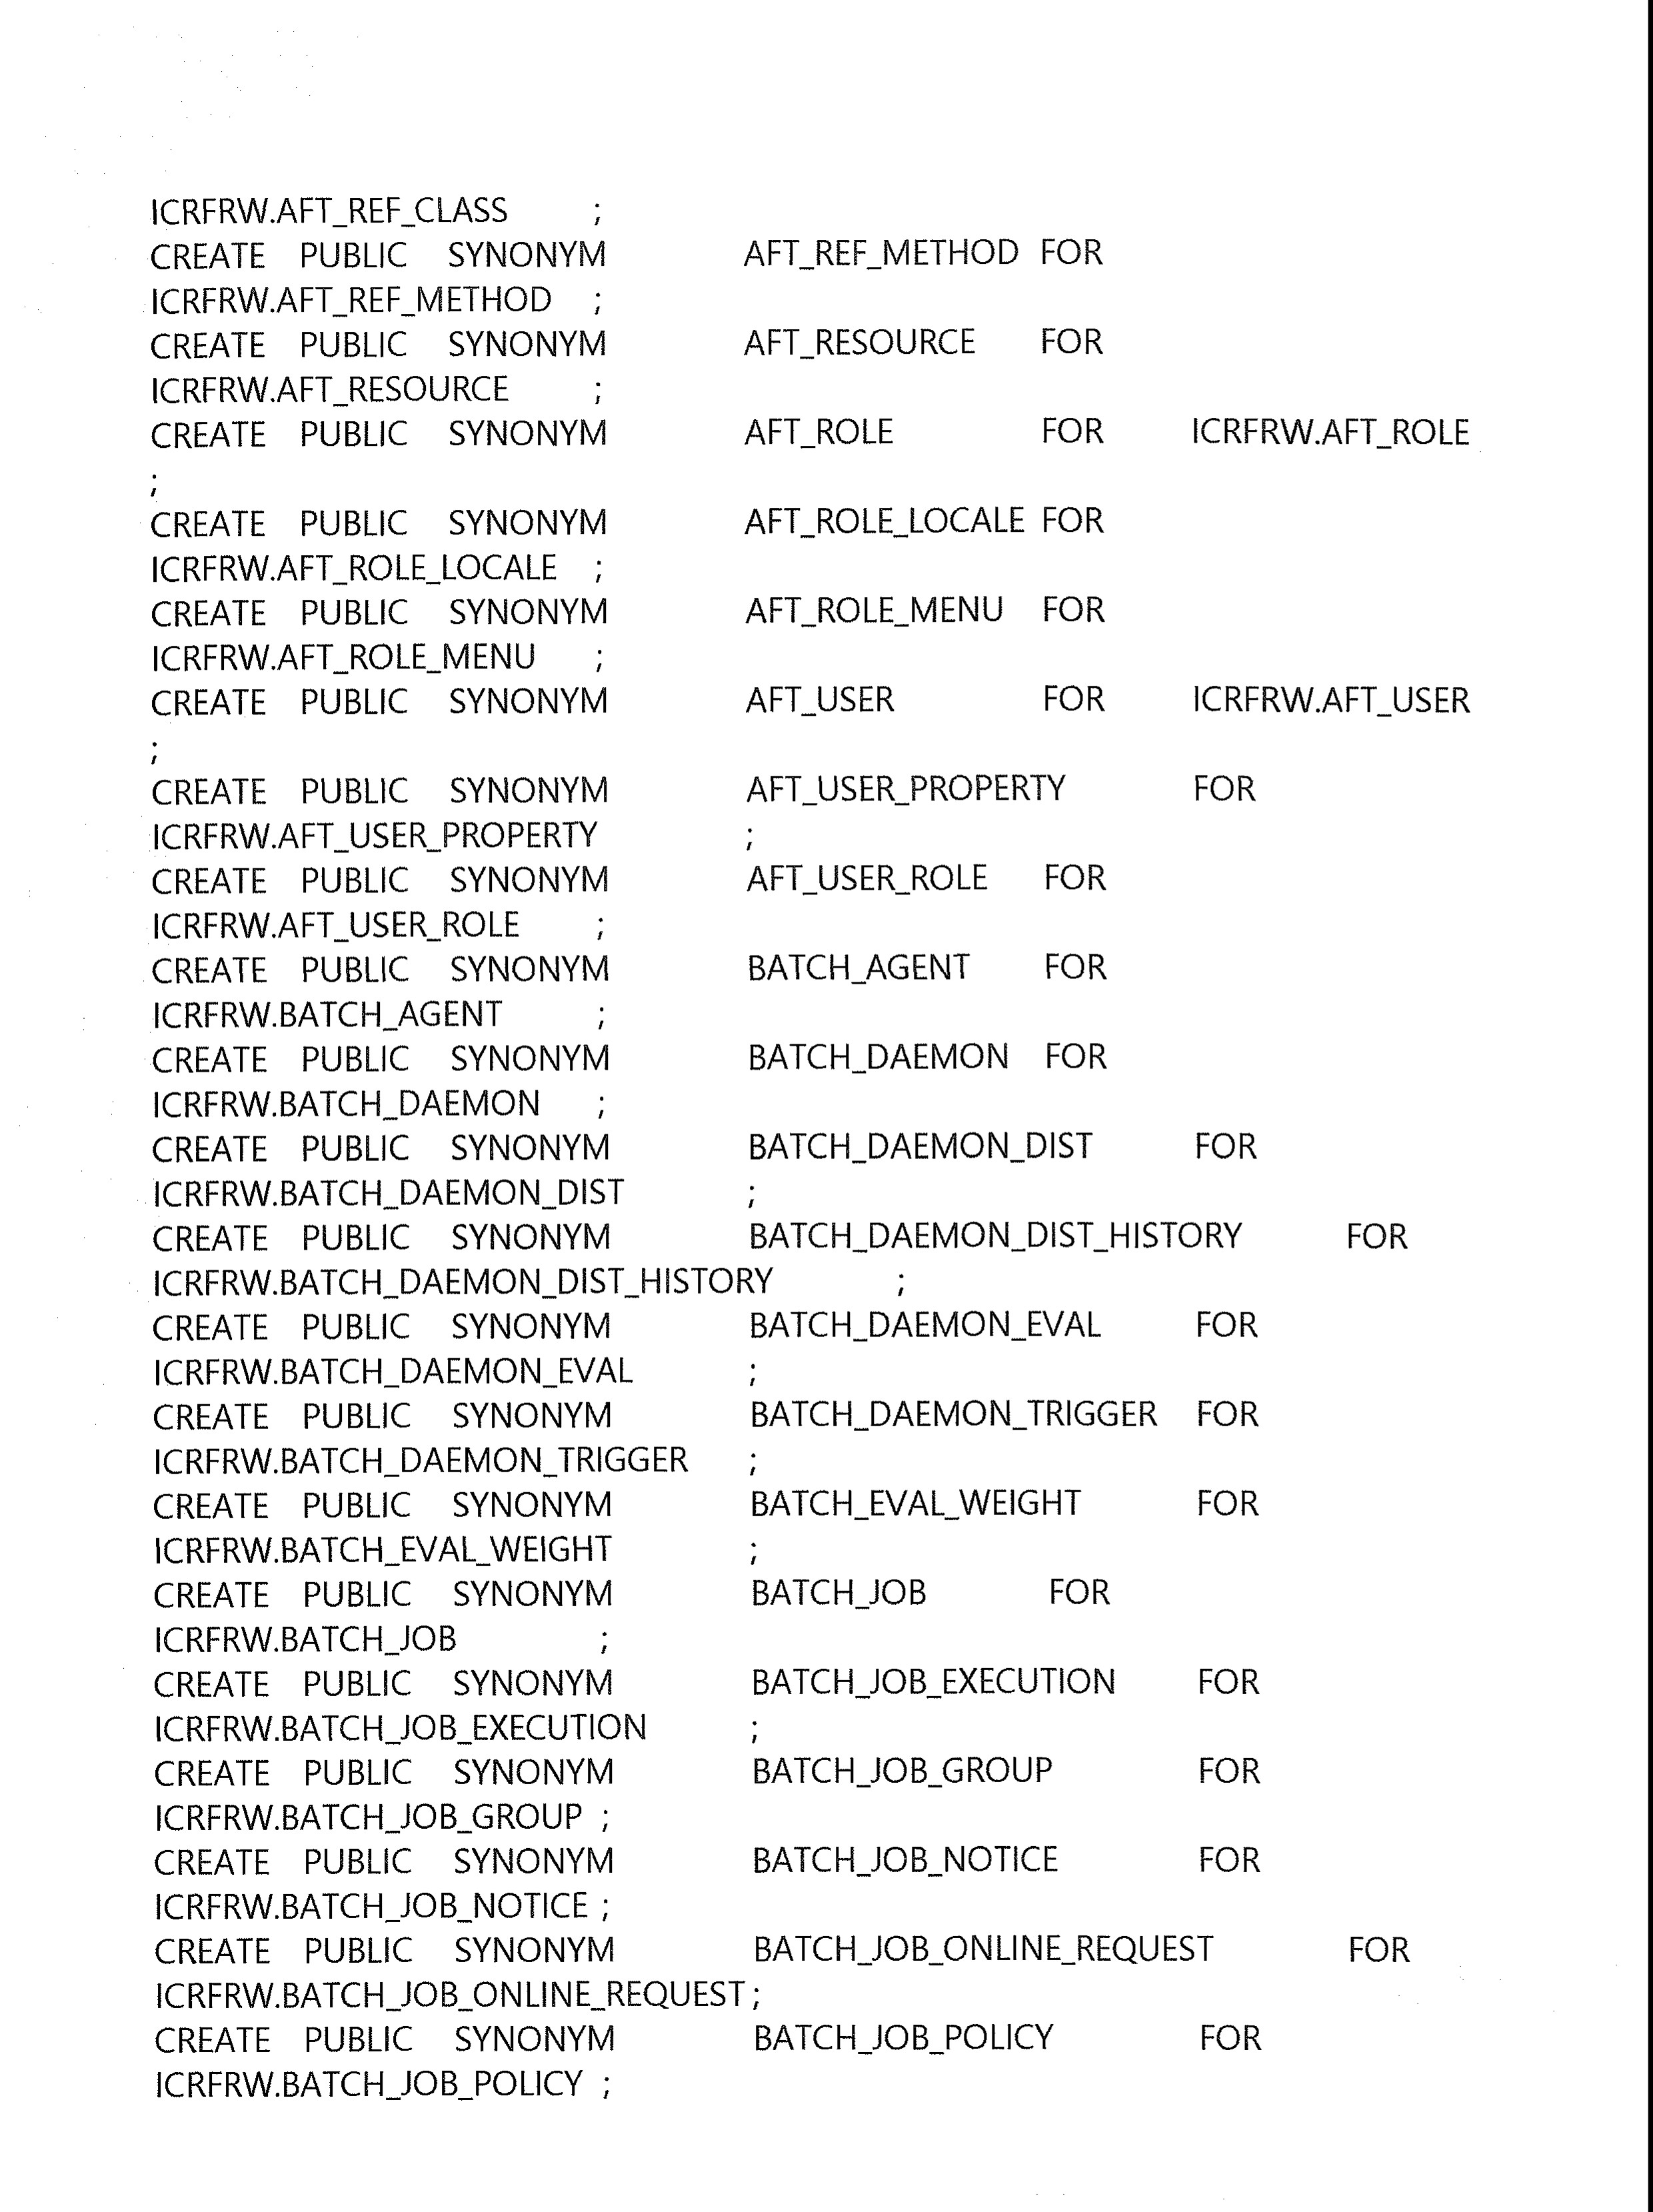 ICRFRW.AFT_REF_CLASS ;
CREATE PUBLIC SYNONYM AFT_REF_METHOD FOR
ICRFRW.AFT_REF_METHOD ;
CREATE PUBLIC SYNONYM AFT_RESOURCE FOR
ICRFRW.AFT_RESOURCE ;
CREATE PUBLIC SYNONYM AFT_ROLE FOR ICRFRW.AFT_ROLE
;
CREATE PUBLIC SYNONYM AFT_ROLE_LOCALE FOR
ICRFRW.AFT_ROLE_LOCALE ;
CREATE PUBLIC SYNONYM AFT_ROLE_MENU FOR
ICRFRW.AFT_ROLE_MENU ;
CREATE PUBLIC SYNONYM AFT_USER FOR ICRFRW.AFT_USER
;
CREATE PUBLIC SYNONYM AFT_USER_PROPERTY FOR
ICRFRW.AFT_USER_PROPERTY ;
CREATE PUBLIC SYNONYM AFT_USER_ROLE FOR
ICRFRW.AFT_USER_ROLE ;
CREATE PUBLIC SYNONYM BATCH_AGENT FOR
ICRFRW.BATCH_AGENT ;
CREATE PUBLIC SYNONYM BATCH_DAEMON FOR
ICRFRW.BATCH_DAEMON ;
CREATE PUBLIC SYNONYM BATCH_DAEMON_DIST FOR
ICRFRW.BATCH_DAEMON_DIST ;
CREATE PUBLIC SYNONYM BATCH_DAEMON_DIST_HISTORY FOR
ICRFRW.BATCH_DAEMON_DIST_HISTORY ;
CREATE PUBLIC SYNONYM BATCH_DAEMON_EVAL FOR
ICRFRW.BATCH_DAEMON_EVAL ;
CREATE PUBLIC SYNONYM BATCH_DAEMON_TRIGGER FOR
ICRFRW.BATCH_DAEMON_TRIGGER ;
CREATE PUBLIC SYNONYM BATCH_EVAL_WEIGHT FOR
ICRFRW.BATCH_EVAL_WEIGHT ;
CREATE PUBLIC SYNONYM BATCH_JOB FOR
ICRFRW.BATCH_JOB ;
CREATE PUBLIC SYNONYM BATCH_JOB_EXECUTION FOR
ICRFRW.BATCH_JOB_EXECUTION ;
CREATE PUBLIC SYNONYM BATCH_JOB_GROUP FOR
ICRFRW.BATCH_JOB_GROUP ;
CREATE PUBLIC SYNONYM BATCH_JOB_NOTICE FOR
ICRFRW.BATCH_JOB_NOTICE ;
CREATE PUBLIC SYNONYM BATCH_JOB_ONLINE_REQUEST FOR
ICRFRW.BATCH_JOB_ONLINE_REQUEST;
CREATE PUBLIC SYNONYM BATCH_JOB_POLICY FOR
ICRFRW.BATCH_JOB_POLICY ;